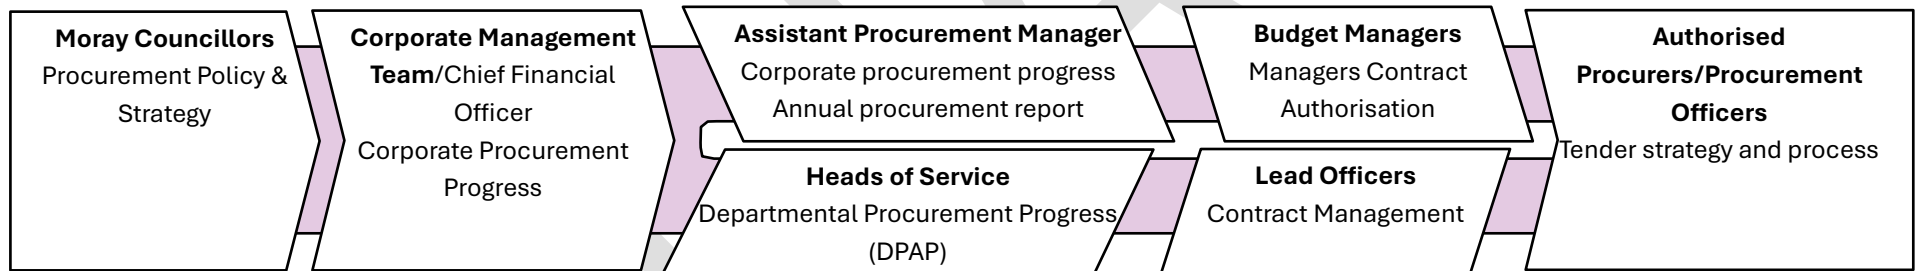 Moray Councillors
Procurement Policy &
Strategy
Corporate Management
Team/Chief Financial
Officer
Corporate Procurement
Progress
Assistant Procurement Manager
Corporate procurement progress
Annual procurement report
Heads of Service
Departmental Procurement Progress
(DPAP)
Budget Managers
Managers Contract
Authorisation
Lead Officers
Contract Management
Authorised
Procurers/Procurement
Officers
Tender strategy and process